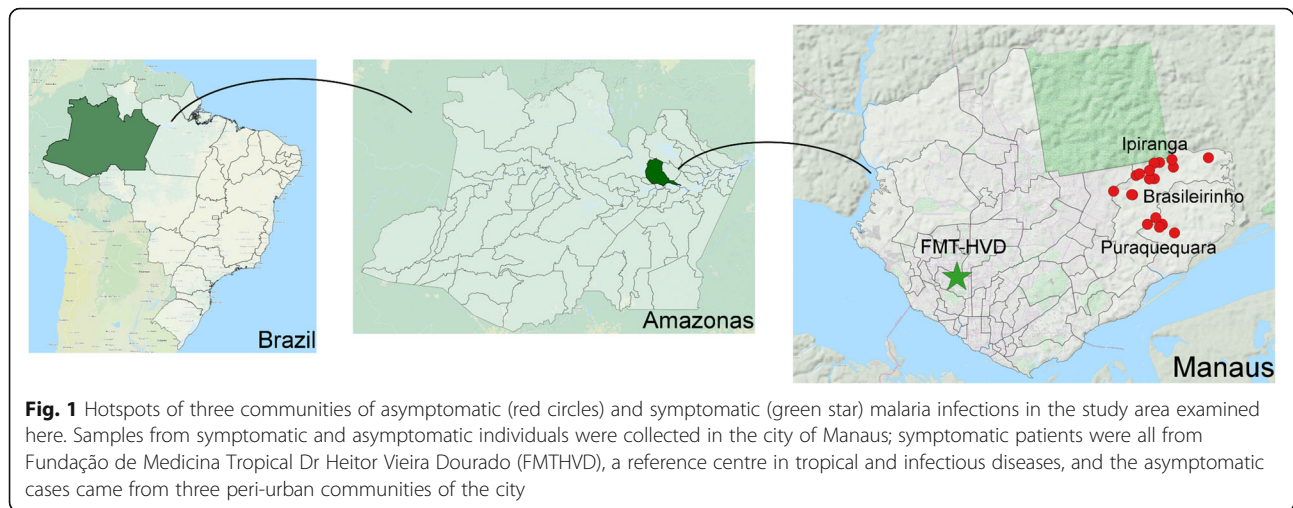 Brazil
Amazonas
Ipiranga
Brasileirinho
Puraquequara
FMT-HVD
Manaus
Fig. 1 Hotspots of three communities of asymptomatic (red circles) and symptomatic (green star) malaria infections in the study area examined
here. Samples from symptomatic and asymptomatic individuals were collected in the city of Manaus; symptomatic patients were all from
Fundação de Medicina Tropical Dr Heitor Vieira Dourado (FMTHVD), a reference centre in tropical and infectious diseases, and the asymptomatic
cases came from three peri-urban communities of the city